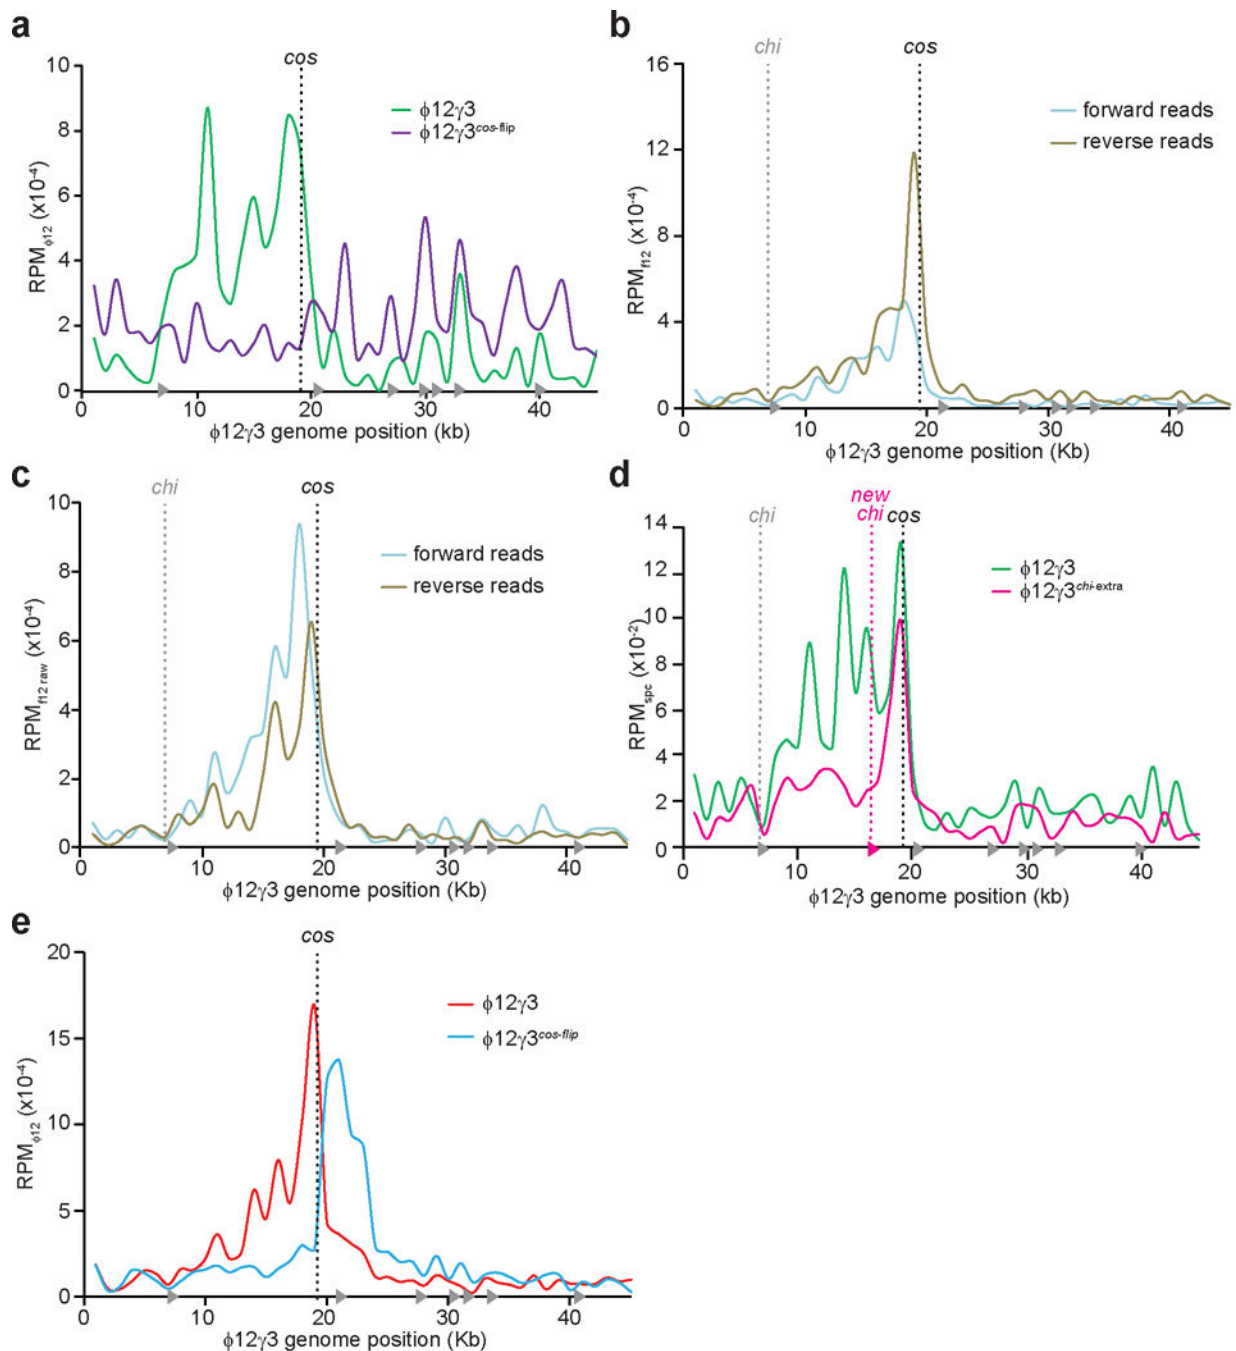 a
cos
10
8
6
4
2
0
RPMϕ12 (x10-4)
ϕ12γ3
ϕ12γ3cos-flip
0 10 20 30 40
ϕ12γ3 genome position (kb)
b
chi cos
16
12
8
4
0
RPMf12 (x10-4)
forward reads
reverse reads
0 10 20 30 40
ϕ12γ3 genome position (Kb)
c
chi cos
10
8
6
4
2
0
RPMf12 raw (x10-4)
forward reads
reverse reads
0 10 20 30 40
ϕ12γ3 genome position (Kb)
d
new
chi chi cos
14
12
10
8
6
4
2
0
RPMspc (x10-2)
ϕ12γ3
ϕ12γ3chi-extra
0 10 20 30 40
ϕ12γ3 genome position (kb)
e
cos
20
15
10
5
0
RPMϕ12 (x10-4)
ϕ12γ3
ϕ12γ3cos-flip
0 10 20 30 40
ϕ12γ3 genome position (Kb)